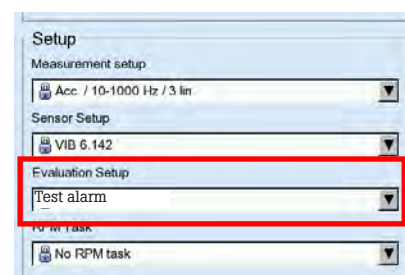 Setup
Measurement setup
Acc. / 10-1000 Hz / 3 lin
Sensor Setup
VIB 6.142
Evaluation Setup
Test alarm
RPM Task
No RPM task